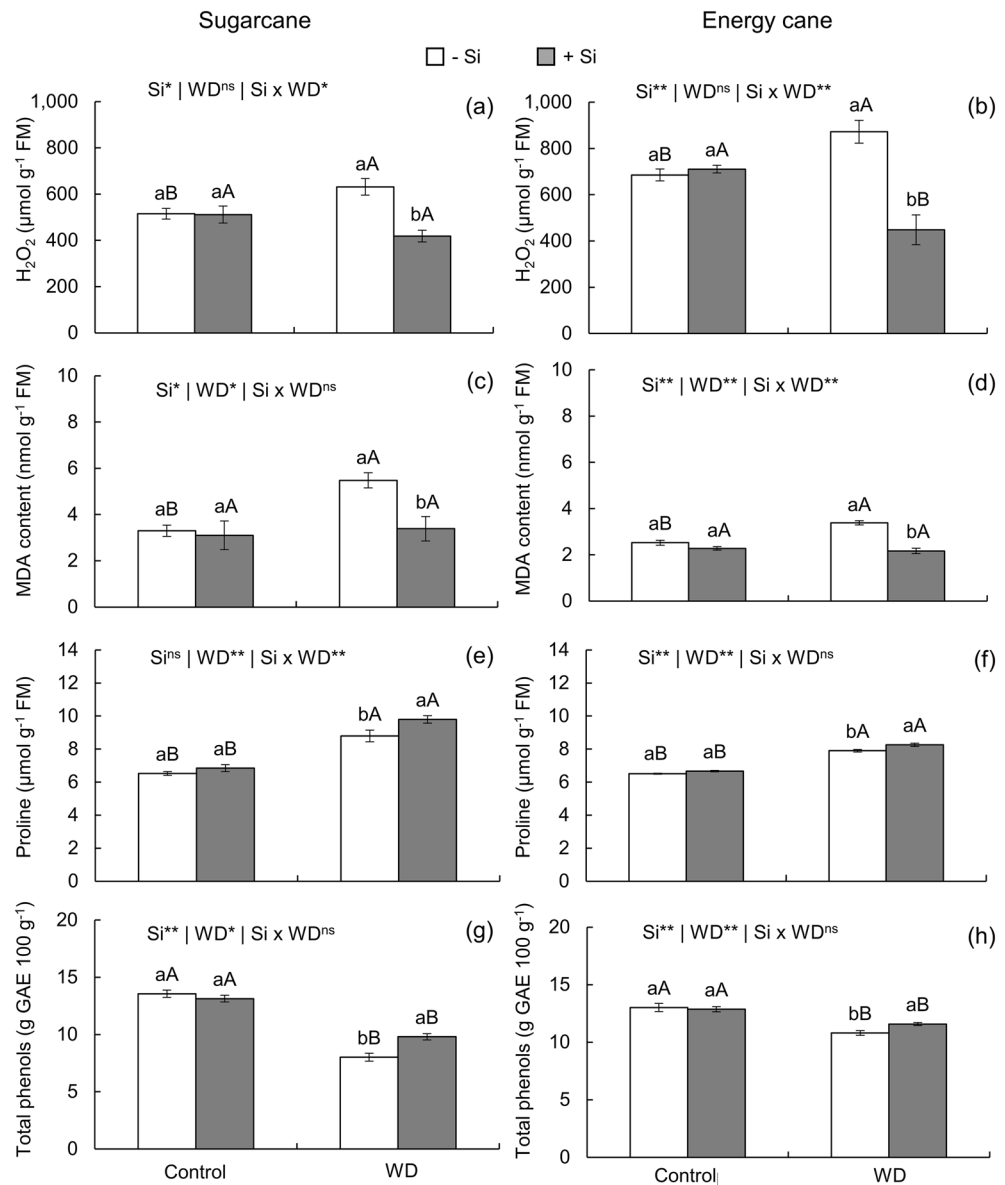 Sugarcane
Energy cane
- Si
+ Si
Si* | WDⁿˢ | Si x WD*
(a)
H₂O₂ (µmol g⁻¹ FM)
1,000
800
600
400
200
0
aB
aA
aA
bA
Si** | WDⁿˢ | Si x WD**
(b)
H₂O₂ (µmol g⁻¹ FM)
1,000
800
600
400
200
0
aB
aA
aA
bB
Si* | WD* | Si x WDⁿˢ
(c)
MDA content (nmol g⁻¹ FM)
10
8
6
4
2
0
aB
aA
aA
bA
Si** | WD** | Si x WD**
(d)
MDA content (nmol g⁻¹ FM)
10
8
6
4
2
0
aB
aA
aA
bA
Siⁿˢ | WD** | Si x WD**
(e)
Proline (µmol g⁻¹ FM)
14
12
10
8
6
4
2
0
aB
aB
bA
aA
Si** | WD** | Si x WDⁿˢ
(f)
Proline (µmol g⁻¹ FM)
14
12
10
8
6
4
2
0
aB
aB
bA
aA
Si** | WD* | Si x WDⁿˢ
(g)
Total phenols (g GAE 100 g⁻¹)
20
15
10
5
0
aA
aA
bB
aB
Control
WD
Si** | WD** | Si x WDⁿˢ
(h)
Total phenols (g GAE 100 g⁻¹)
20
15
10
5
0
aA
aA
bB
aB
Control
WD